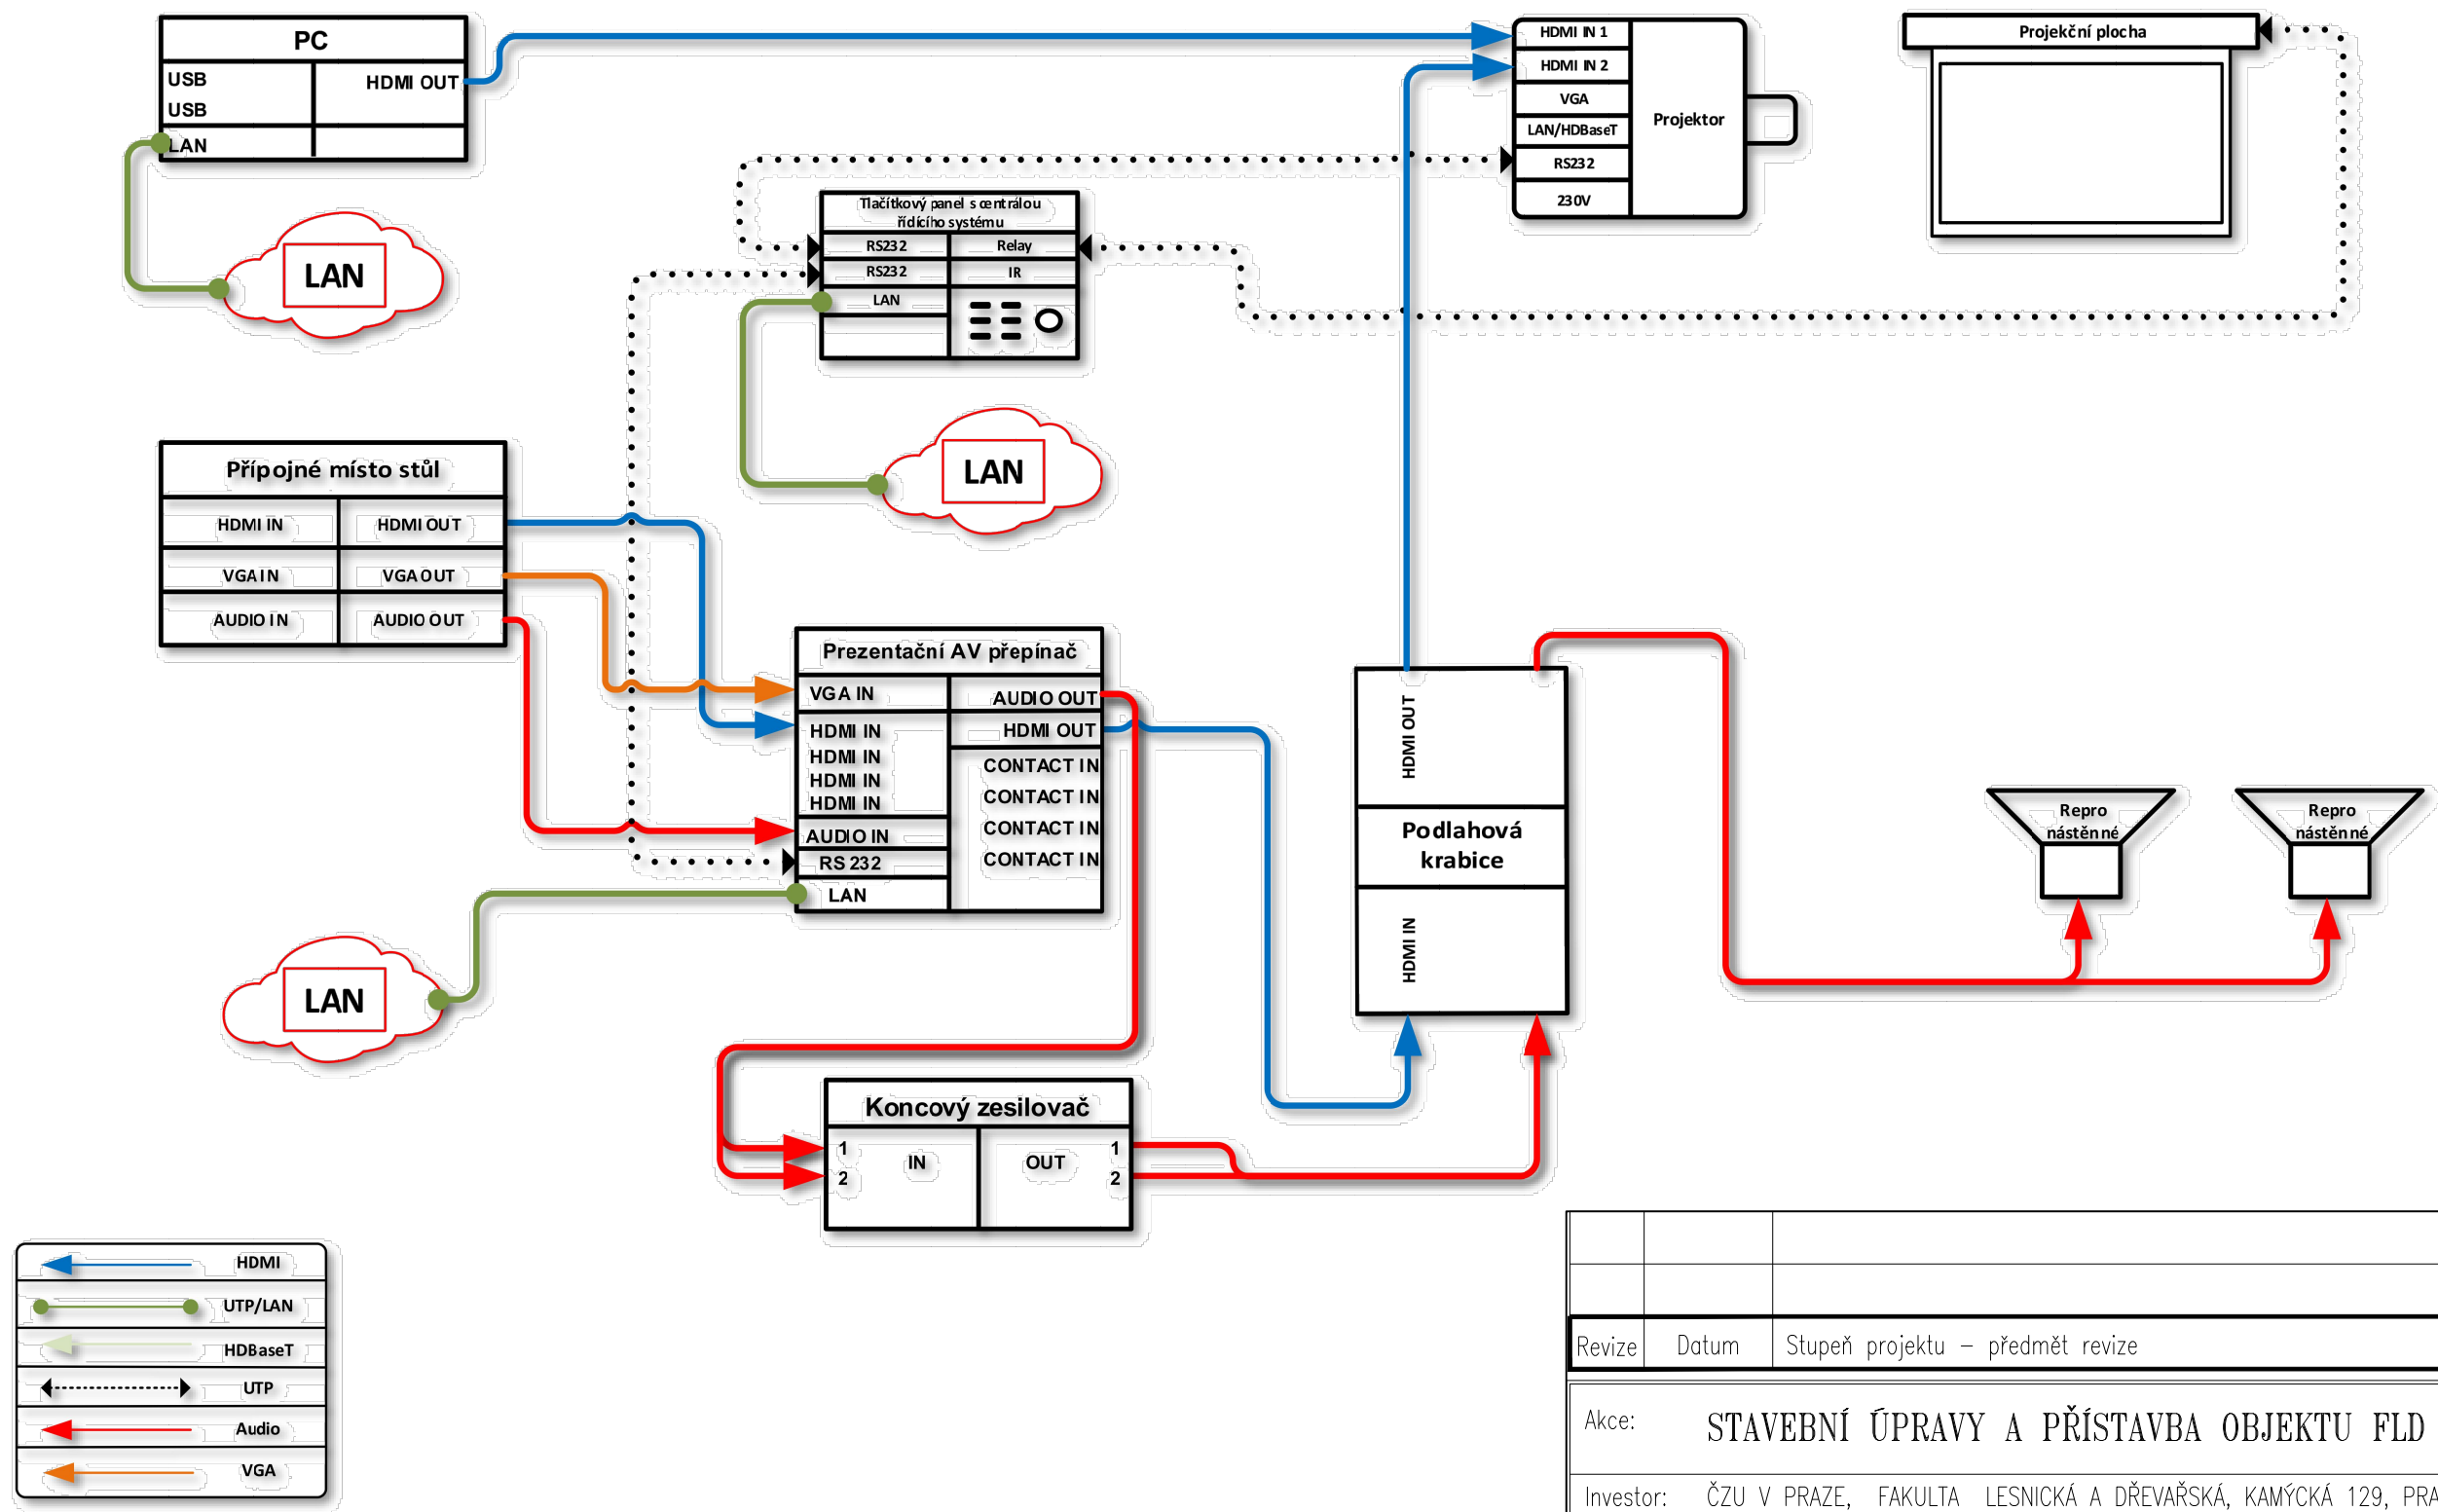 PC
USB
HDMI OUT
USB
LAN
LAN
HDMI IN 1
HDMI IN 2
VGA
LAN/HDBaseT
RS232
230V
Projektor
Projekční plocha
Tlačítkový panel s centrálou
řídícího systému
RS232
Relay
RS232
IR
LAN
LAN
Přípojné místo stůl
HDMI IN
HDMI OUT
VGA IN
VGA OUT
AUDIO IN
AUDIO OUT
Prezentační AV přepínač
VGA IN
AUDIO OUT
HDMI IN
HDMI OUT
HDMI IN
CONTACT IN
HDMI IN
CONTACT IN
HDMI IN
CONTACT IN
AUDIO IN
CONTACT IN
RS 232
LAN
LAN
HDMI OUT
Podlahová
krabice
HDMI IN
Repro
nástěnné
Repro
nástěnné
Koncový zesilovač
1
IN
OUT
1
2
2
HDMI
UTP/LAN
HDBaseT
UTP
Audio
VGA
Revize
Datum
Stupeň projektu – předmět revize
Akce:
STAVEBNÍ ÚPRAVY A PŘÍSTAVBA OBJEKTU FLD
Investor:
ČZU V PRAZE, FAKULTA LESNICKÁ A DŘEVAŘSKÁ, KAMÝCKÁ 129, PRA